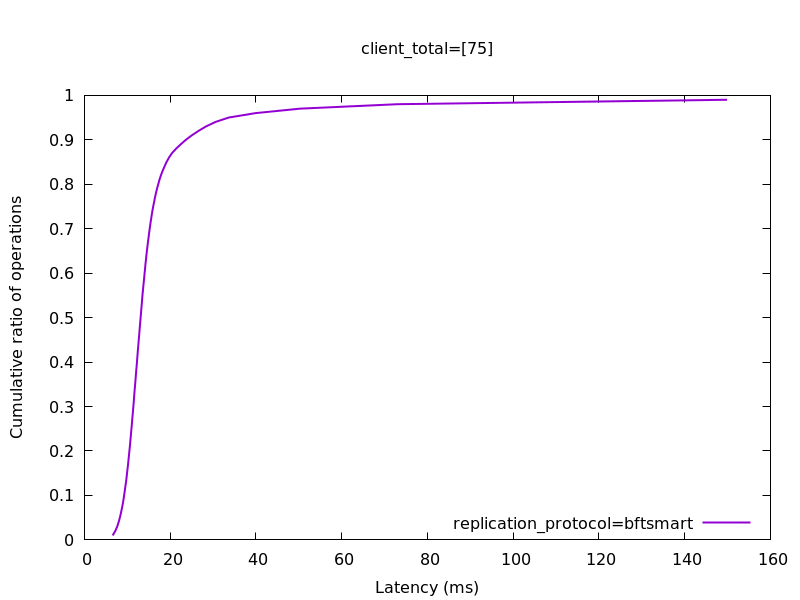 client_total=[75]
1
0.9
0.8
0.7
0.6
0.5
0.4
0.3
0.2
0.1
0
Cumulative ratio of operations
replication_protocol=bftsmart
0 20 40 60 80 100 120 140 160
Latency (ms)